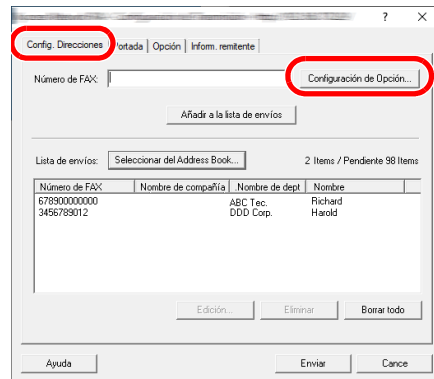 ? ×
Config. Direcciones Portada Opción Inform. remitente
Número de FAX: Configuración de Opción...
Añadir a la lista de envíos
Lista de envíos: Seleccionar del Address Book... 2 Items / Pendiente 98 Items
Número de FAX Nombre de compañía .Nombre de dept Nombre
678900000000 ABC Tec. Richard
3456789012 DDD Corp. Harold
Edición... Eliminar Borrar todo
Ayuda Enviar Cance